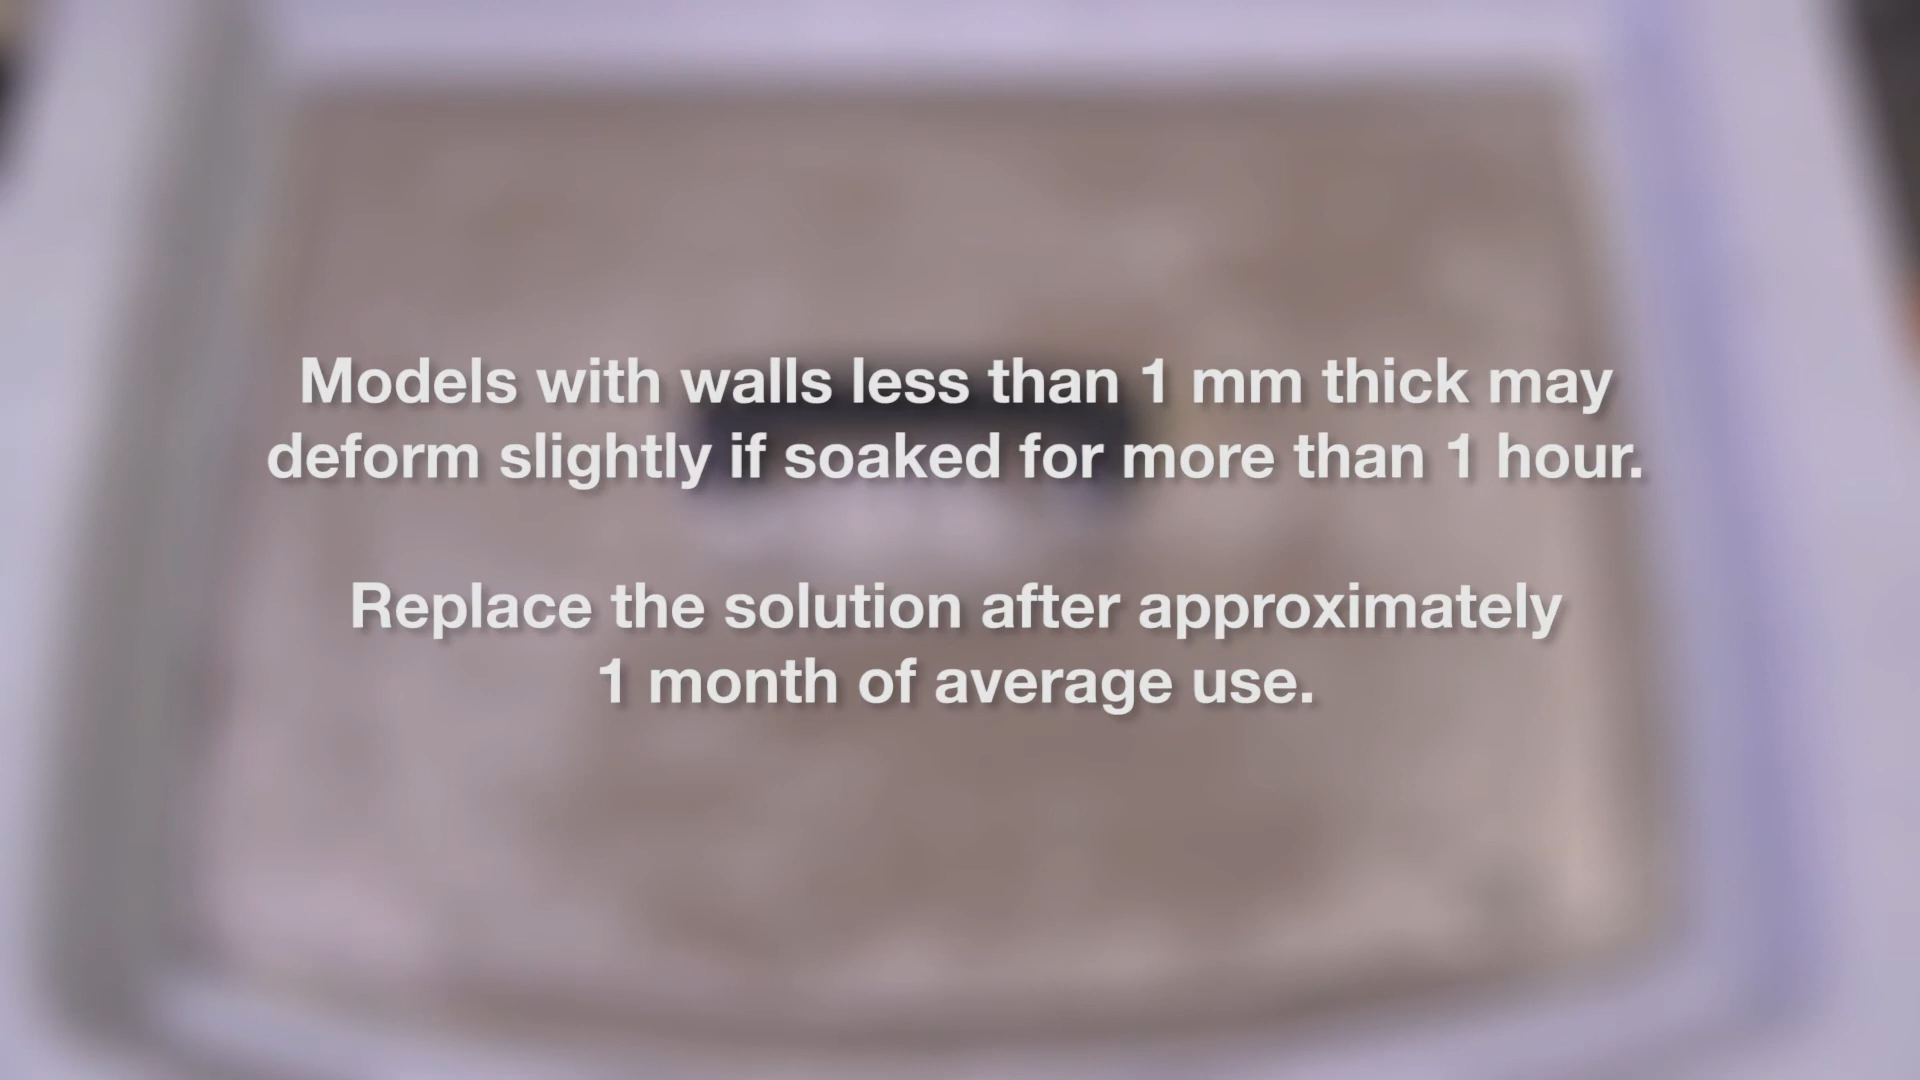 Models with walls less than 1 mm thick may
deform slightly if soaked for more than 1 hour.
Replace the solution after approximately
1 month of average use.